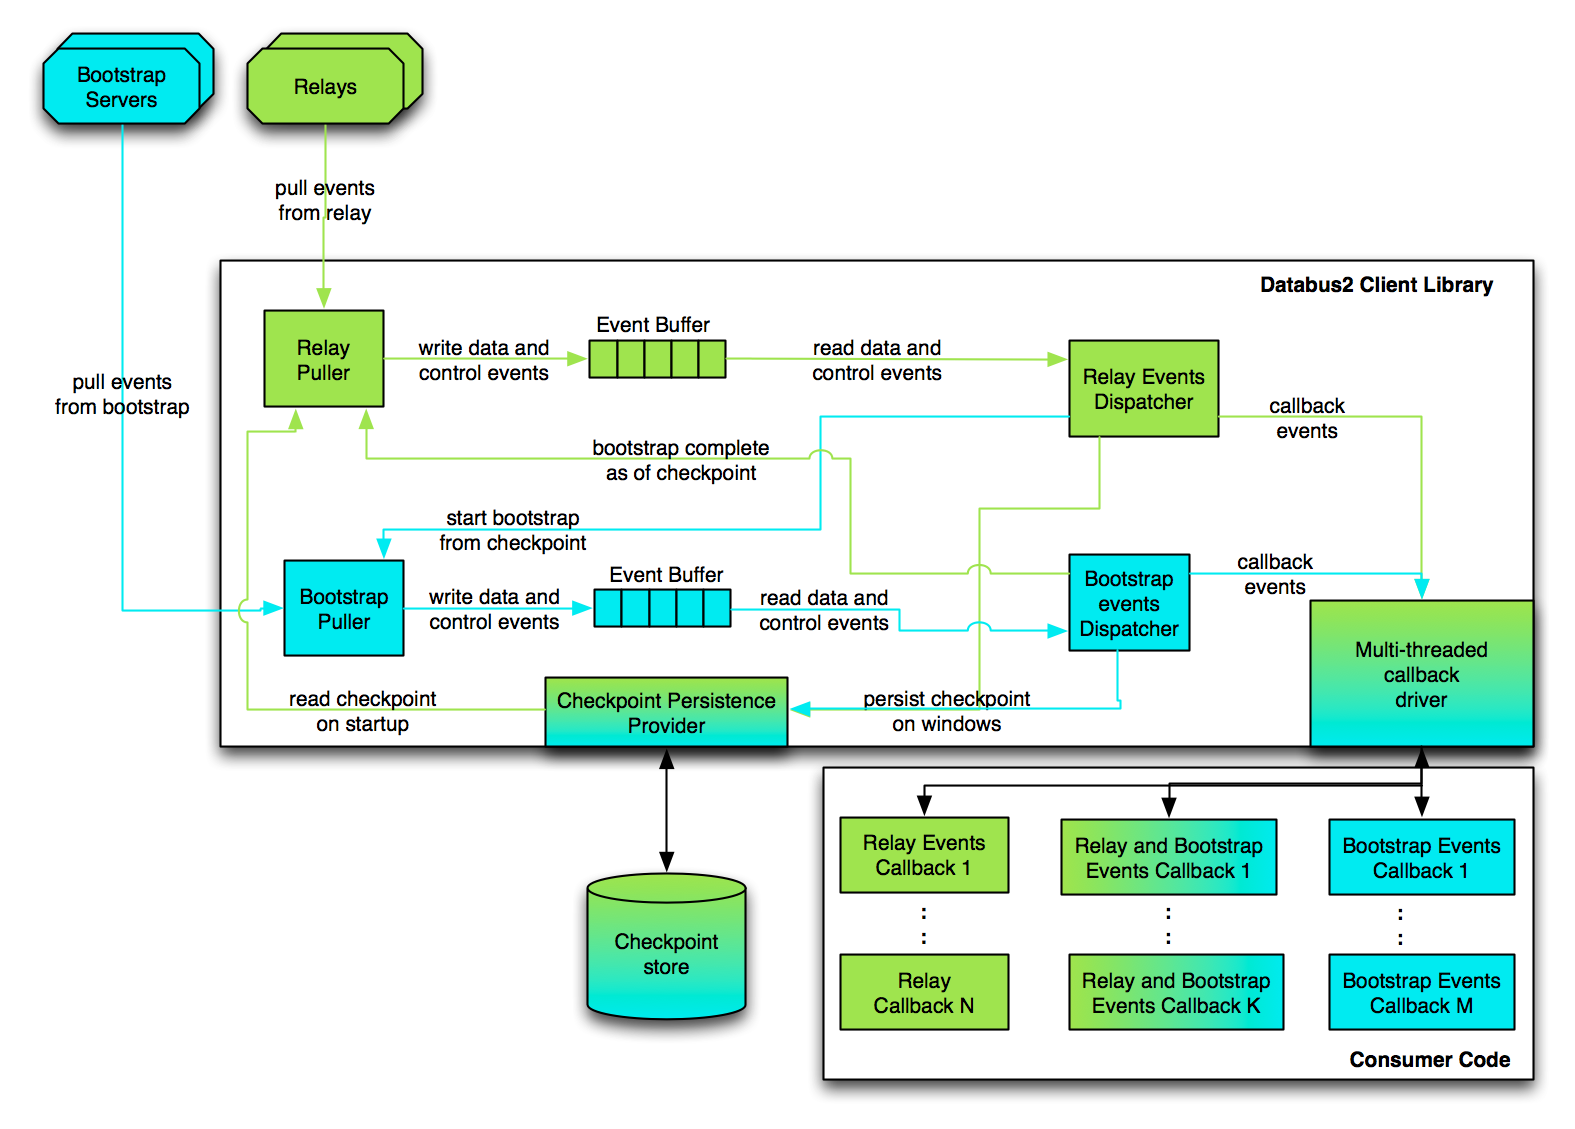 Bootstrap
Servers
Relays
pull events
from relay
pull events
from bootstrap
Databus2 Client Library
Relay
Puller
write data and
control events
Event Buffer
read data and
control events
Relay Events
Dispatcher
callback
events
bootstrap complete
as of checkpoint
start bootstrap
from checkpoint
Bootstrap
Puller
write data and
control events
Event Buffer
read data and
control events
Bootstrap
events
Dispatcher
callback
events
Multi-threaded
callback
driver
read checkpoint
on startup
Checkpoint Persistence
Provider
persist checkpoint
on windows
Checkpoint
store
Relay Events
Callback 1
Relay and Bootstrap
Events Callback 1
Bootstrap Events
Callback 1
:
:
:
:
:
:
Relay
Callback N
Relay and Bootstrap
Events Callback K
Bootstrap Events
Callback M
Consumer Code